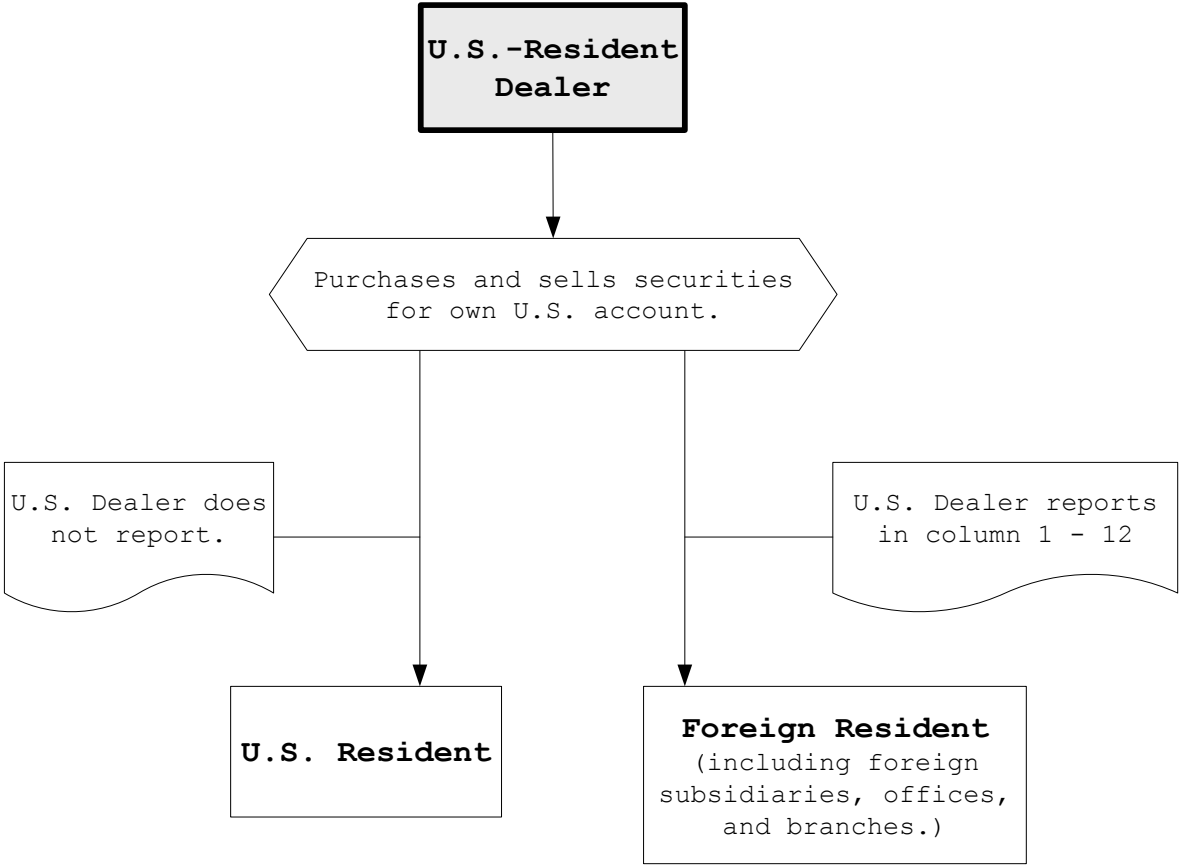 U.S.-Resident
Dealer
Purchases and sells securities
for own U.S. account.
U.S. Dealer does
not report.
U.S. Dealer reports
in column 1 - 12
U.S. Resident
Foreign Resident
(including foreign
subsidiaries, offices,
and branches.)